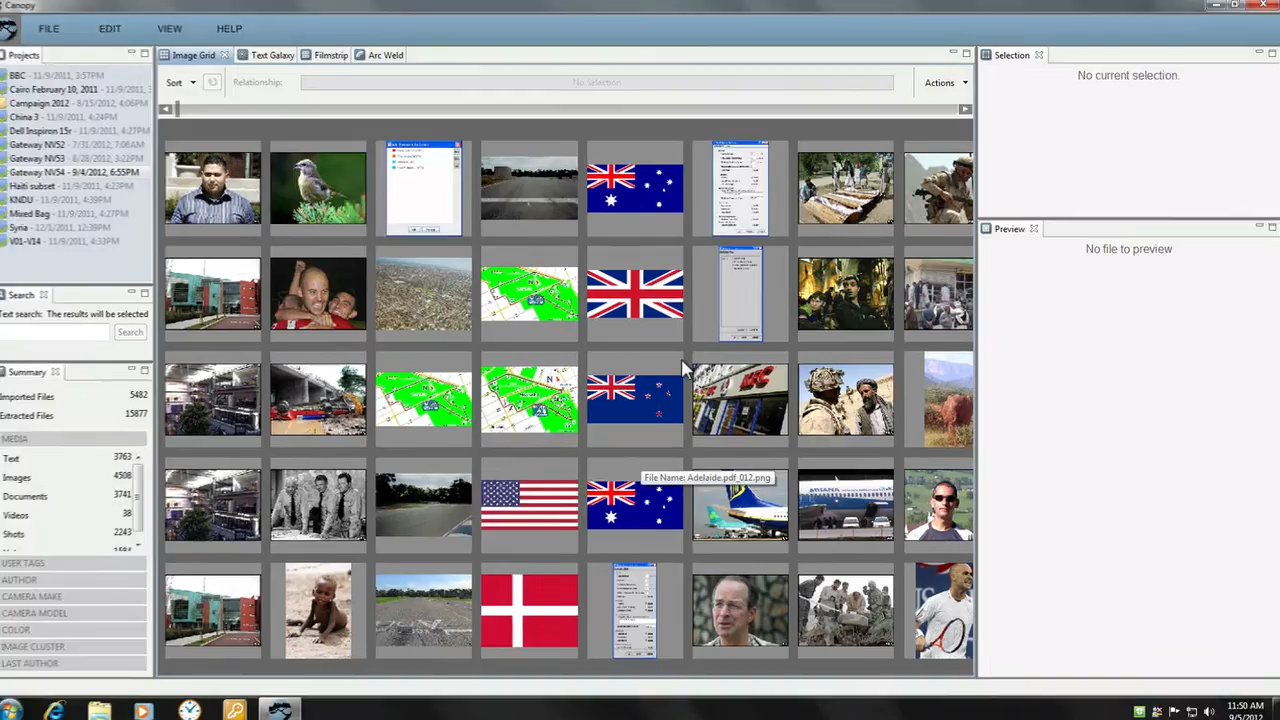 Canopy
FILE EDIT VIEW HELP
Projects
BBC - 11/9/2011, 3:57PM
Cairo February 10, 2011 - 11/9/2011,
Campaign 2012 - 8/15/2012, 4:06PM
China 3 - 11/9/2011, 4:24PM
Dell Inspiron 15r - 11/9/2011, 4:27PM
Gateway NV52 - 7/31/2012, 7:06AM
Gateway NV53 - 8/28/2012, 3:22PM
Gateway NV54 - 9/4/2012, 6:55PM
Haiti subset - 11/9/2011, 4:23PM
KNDU - 11/9/2011, 4:39PM
Mixed Bag - 11/9/2011, 4:27PM
Syria - 12/1/2011, 12:39PM
V01-V14 - 11/9/2011, 4:33PM
Search
Text search: The results will be selected
Search
Summary
Imported Files 5482
Extracted Files 15877
MEDIA
Text 3763
Images 4508
Documents 3741
Videos 38
Shots 2243
USER TAGS
AUTHOR
CAMERA MAKE
CAMERA MODEL
COLOR
IMAGE CLUSTER
LAST AUTHOR
Image Grid Text Galaxy Filmstrip Arc Weld
Sort Relationship: No Selection Actions
KFC
File Name: Adelaide.pdf_012.png
Selection
No current selection.
Preview
No file to preview
11:50 AM
9/5/2012